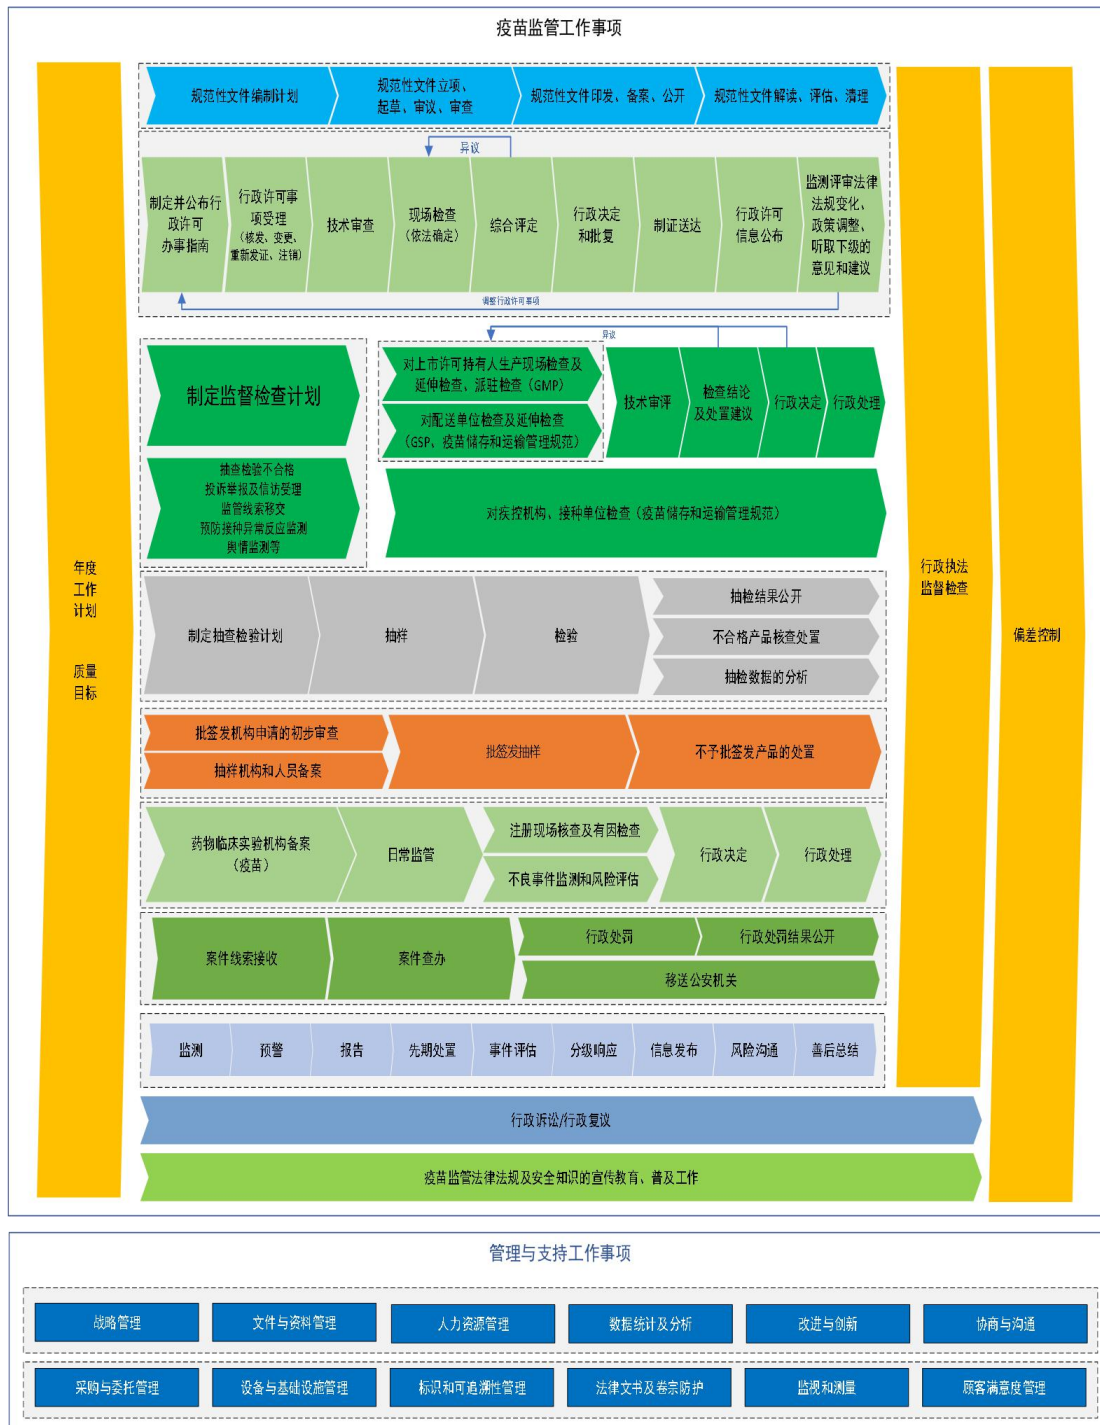 疫苗监管工作事项
年度
工作
计划
质量
目标
规范性文件编制计划
规范性文件立项、
起草、审议、审查
规范性文件印发、备案、公开
规范性文件解读、评估、清理
异议
制定并公布行
政许可
办事指南
行政许可事
项受理
(核发、变更、
重新发证、注销)
技术审查
现场检查
(依法确定)
综合评定
行政决定
和批复
制证送达
行政许可
信息公布
监测评审法律
法规变化、
政策调整、
听取下级的
意见和建议
调整行政许可事项
异议
制定监督检查计划
抽查检验不合格
投诉举报及信访受理
监管线索移交
预防接种异常反应监测
舆情监测等
对上市许可持有人生产现场检查及
延伸检查、派驻检查(GMP)
对配送单位检查及延伸检查
(GSP、疫苗储存和运输管理规范)
技术审评
检查结论
及处置建议
行政决定
行政处理
对疾控机构、接种单位检查(疫苗储存和运输管理规范)
制定抽查检验计划
抽样
检验
抽检结果公开
不合格产品核查处置
抽检数据的分析
批签发机构申请的初步审查
抽样机构和人员备案
批签发抽样
不予批签发产品的处置
药物临床实验机构备案
(疫苗)
日常监管
注册现场核查及有因检查
不良事件监测和风险评估
行政决定
行政处理
案件线索接收
案件查办
行政处罚
行政处罚结果公开
移送公安机关
监测
预警
报告
先期处置
事件评估
分级响应
信息发布
风险沟通
善后总结
行政诉讼/行政复议
疫苗监管法律法规及安全知识的宣传教育、普及工作
行政执法
监督检查
偏差控制
管理与支持工作事项
战略管理
文件与资料管理
人力资源管理
数据统计及分析
改进与创新
协商与沟通
采购与委托管理
设备与基础设施管理
标识和可追溯性管理
法律文书及卷宗防护
监视和测量
顾客满意度管理